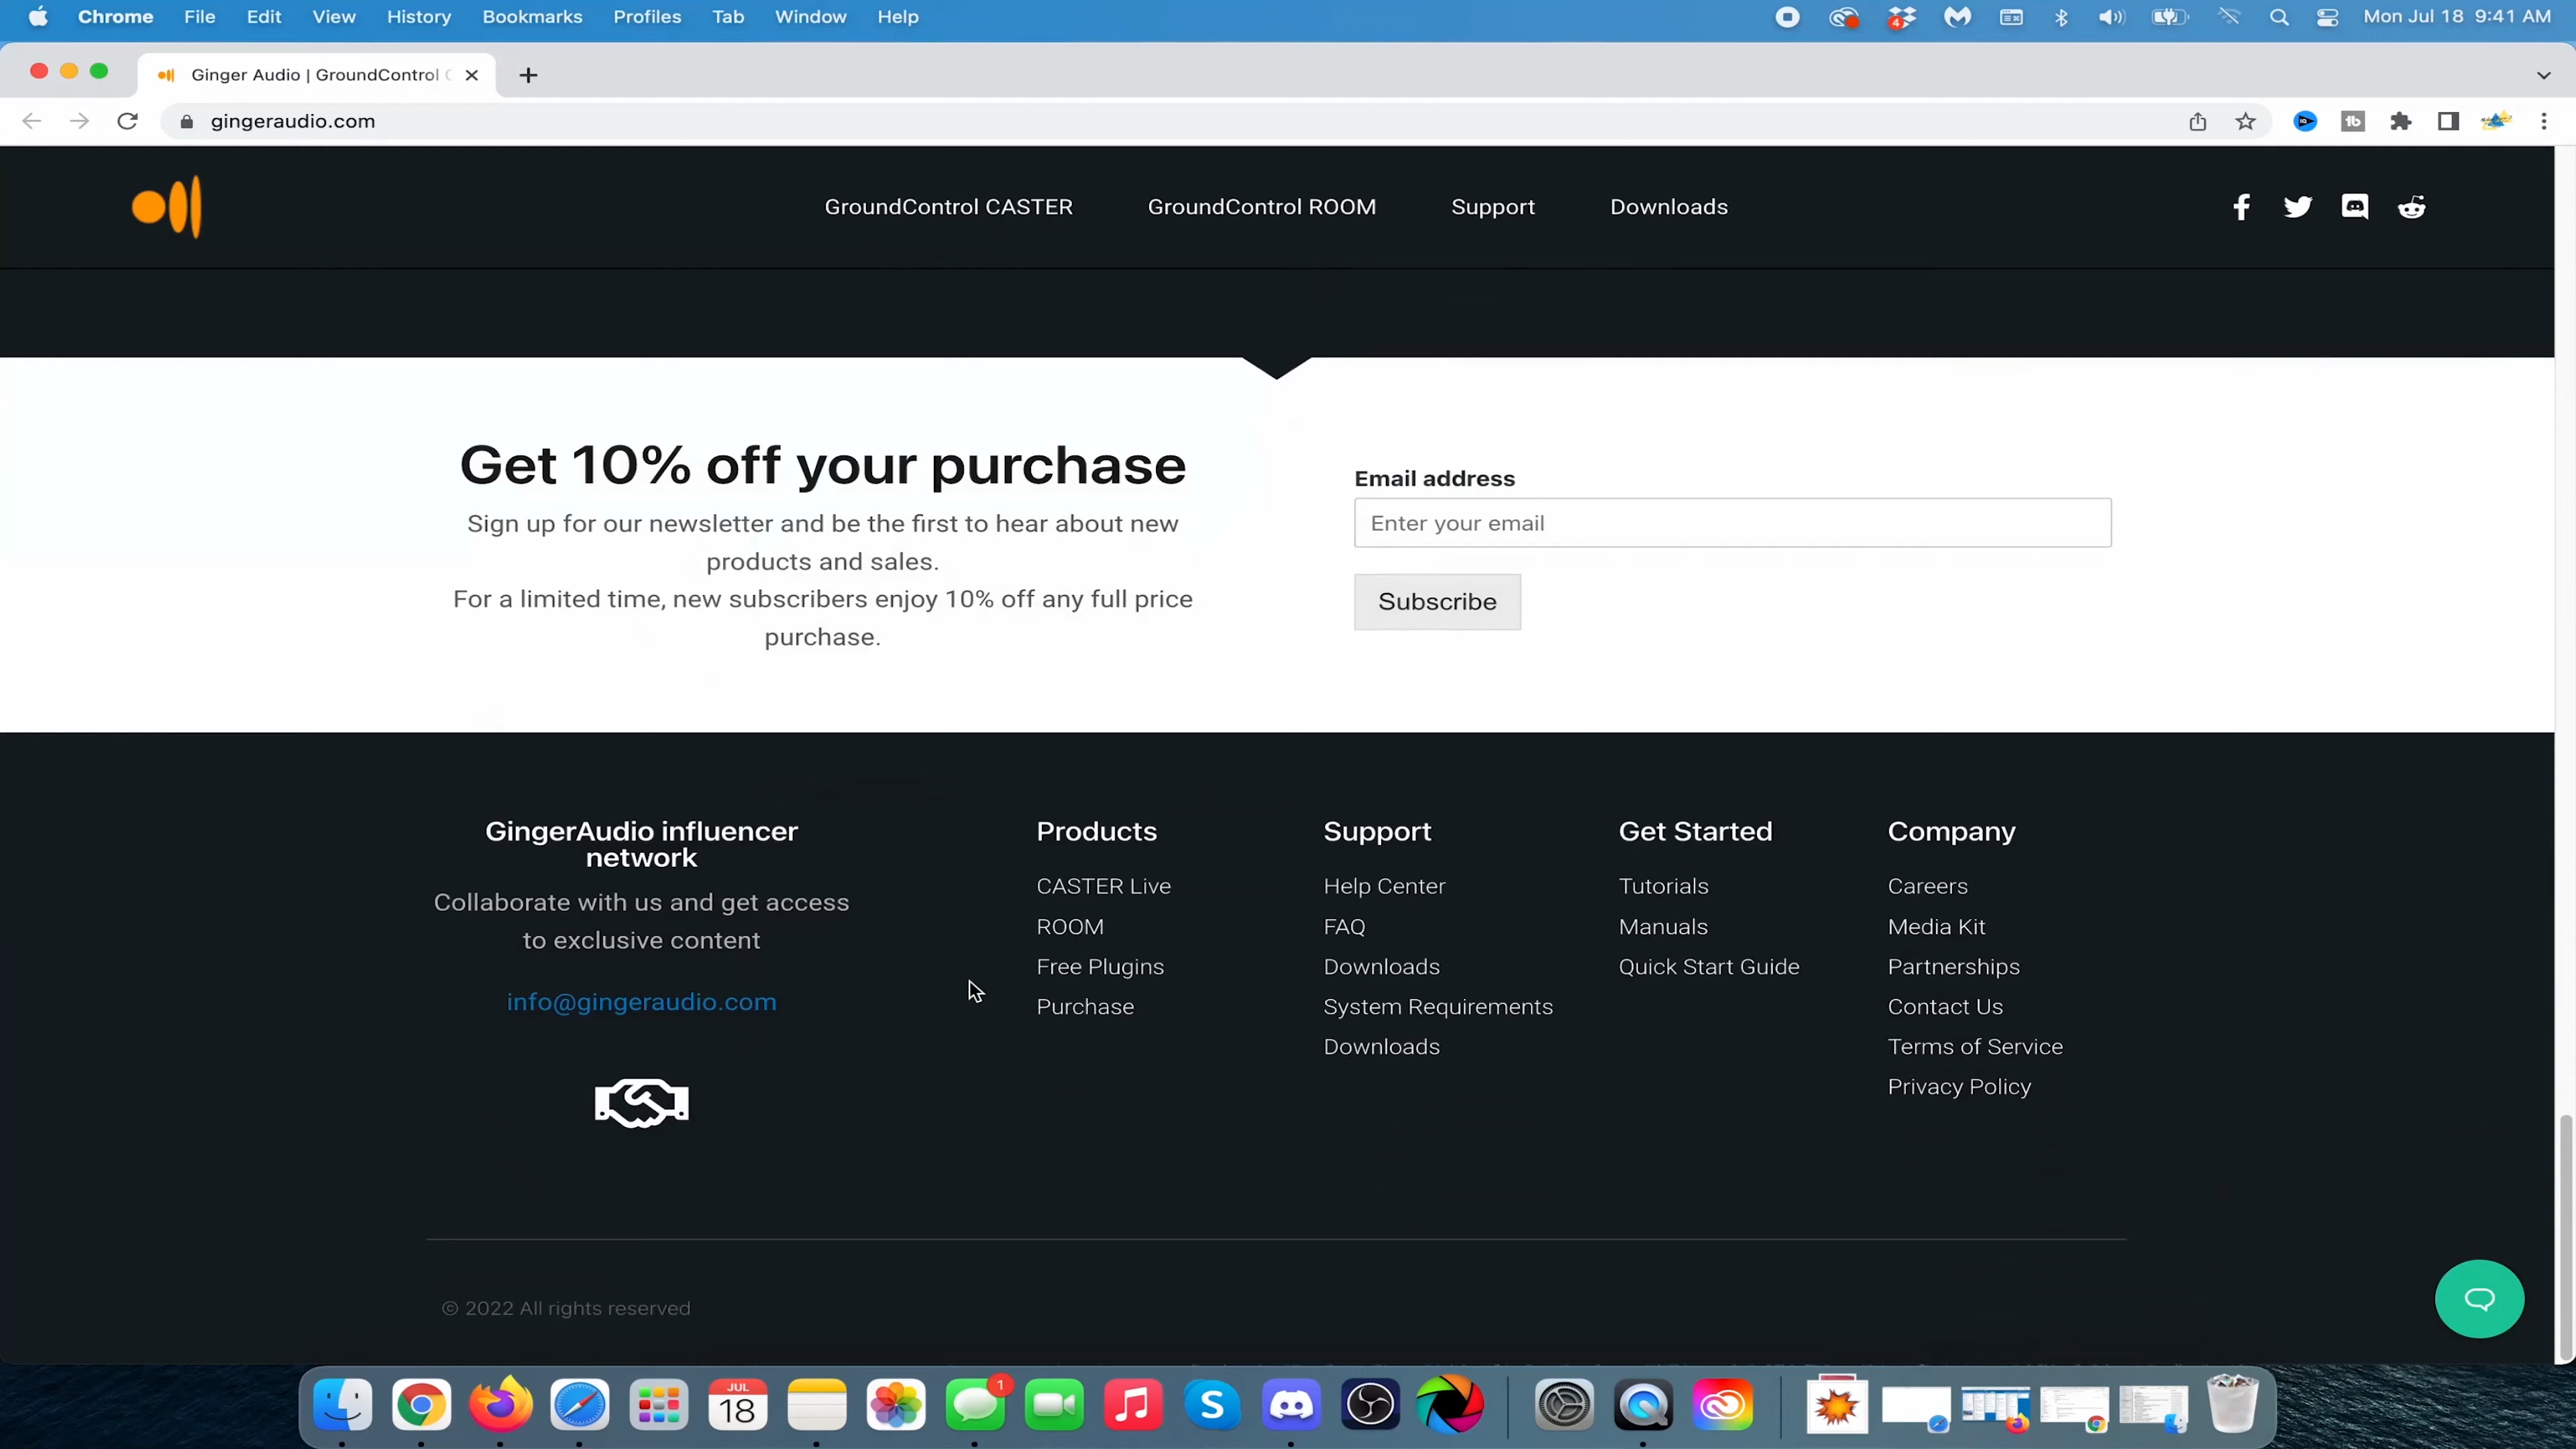 Chrome File Edit View History Bookmarks Profiles Tab Window Help
4
Mon Jul 18 9:41 AM
Ginger Audio | GroundControl C
gingeraudio.com
tb
GroundControl CASTER
GroundControl ROOM
Support
Downloads
Get 10% off your purchase
Sign up for our newsletter and be the first to hear about new
products and sales.
For a limited time, new subscribers enjoy 10% off any full price
purchase.
Email address
Enter your email
Subscribe
GingerAudio influencer
network
Collaborate with us and get access
to exclusive content
info@gingeraudio.com
Products
CASTER Live
ROOM
Free Plugins
Purchase
Support
Help Center
FAQ
Downloads
System Requirements
Downloads
Get Started
Tutorials
Manuals
Quick Start Guide
Company
Careers
Media Kit
Partnerships
Contact Us
Terms of Service
Privacy Policy
© 2022 All rights reserved
JUL
18
1
S